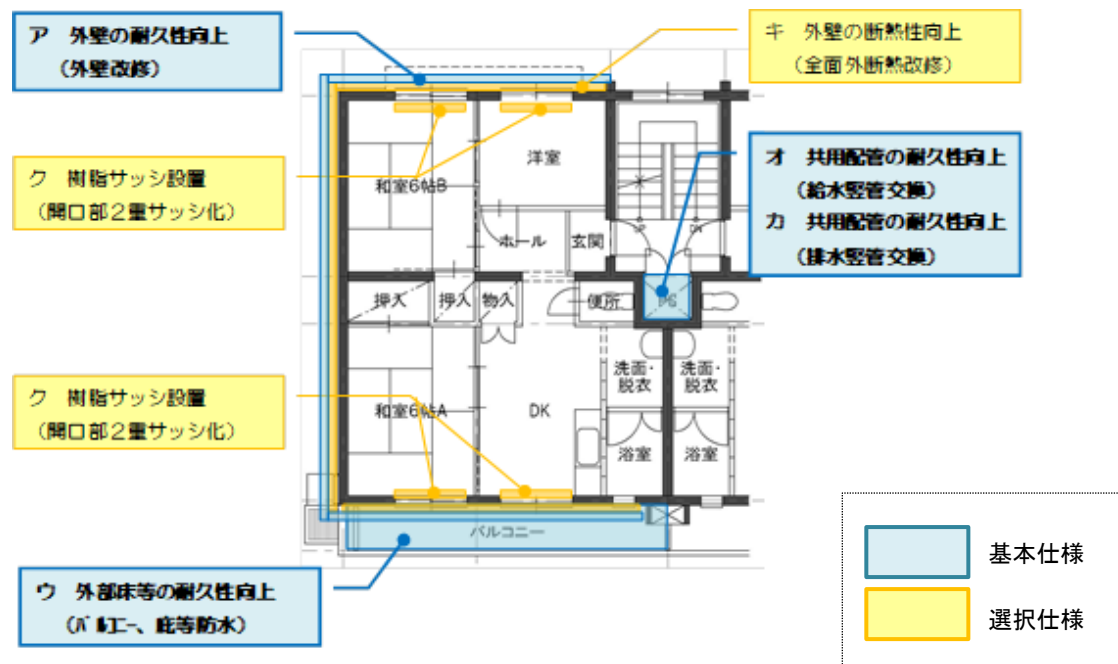 ア 外壁の耐久性向上
（外壁改修）
キ 外壁の断熱性向上
（全面外断熱改修）
ク 樹脂サッシ設置
（開口部２重サッシ化）
オ 共用配管の耐久性向上
（給水竪管交換）
カ 共用配管の耐久性向上
（排水竪管交換）
洋室
和室6帖B
ホール
玄関
UP
DN
押入
押入
物入
便所
PS
ク 樹脂サッシ設置
（開口部２重サッシ化）
和室6帖A
DK
洗面・
脱衣
洗面・
脱衣
浴室
浴室
バルコニー
ウ 外部床等の耐久性向上
（ﾊﾞﾙｺﾆｰ、庇等防水）
基本仕様
選択仕様